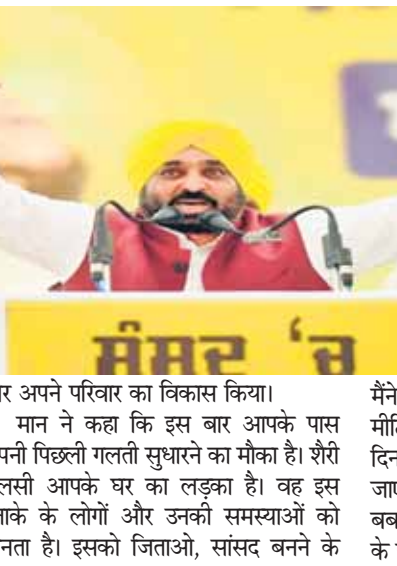 ਸੰਸਦ 'ਚ
र अपने परिवार का विकास किया।
मान ने कहा कि इस बार आपके पास
पनी पिछली गलती सुधारने का मौका है। शैरी
लसी आपके घर का लड़का है। वह इस
ाके के लोगों और उनकी समस्याओं को
नता है। इसको जिताओ, सांसद बनने के
मैंने
मीटि
दिन
जाए
बब
के